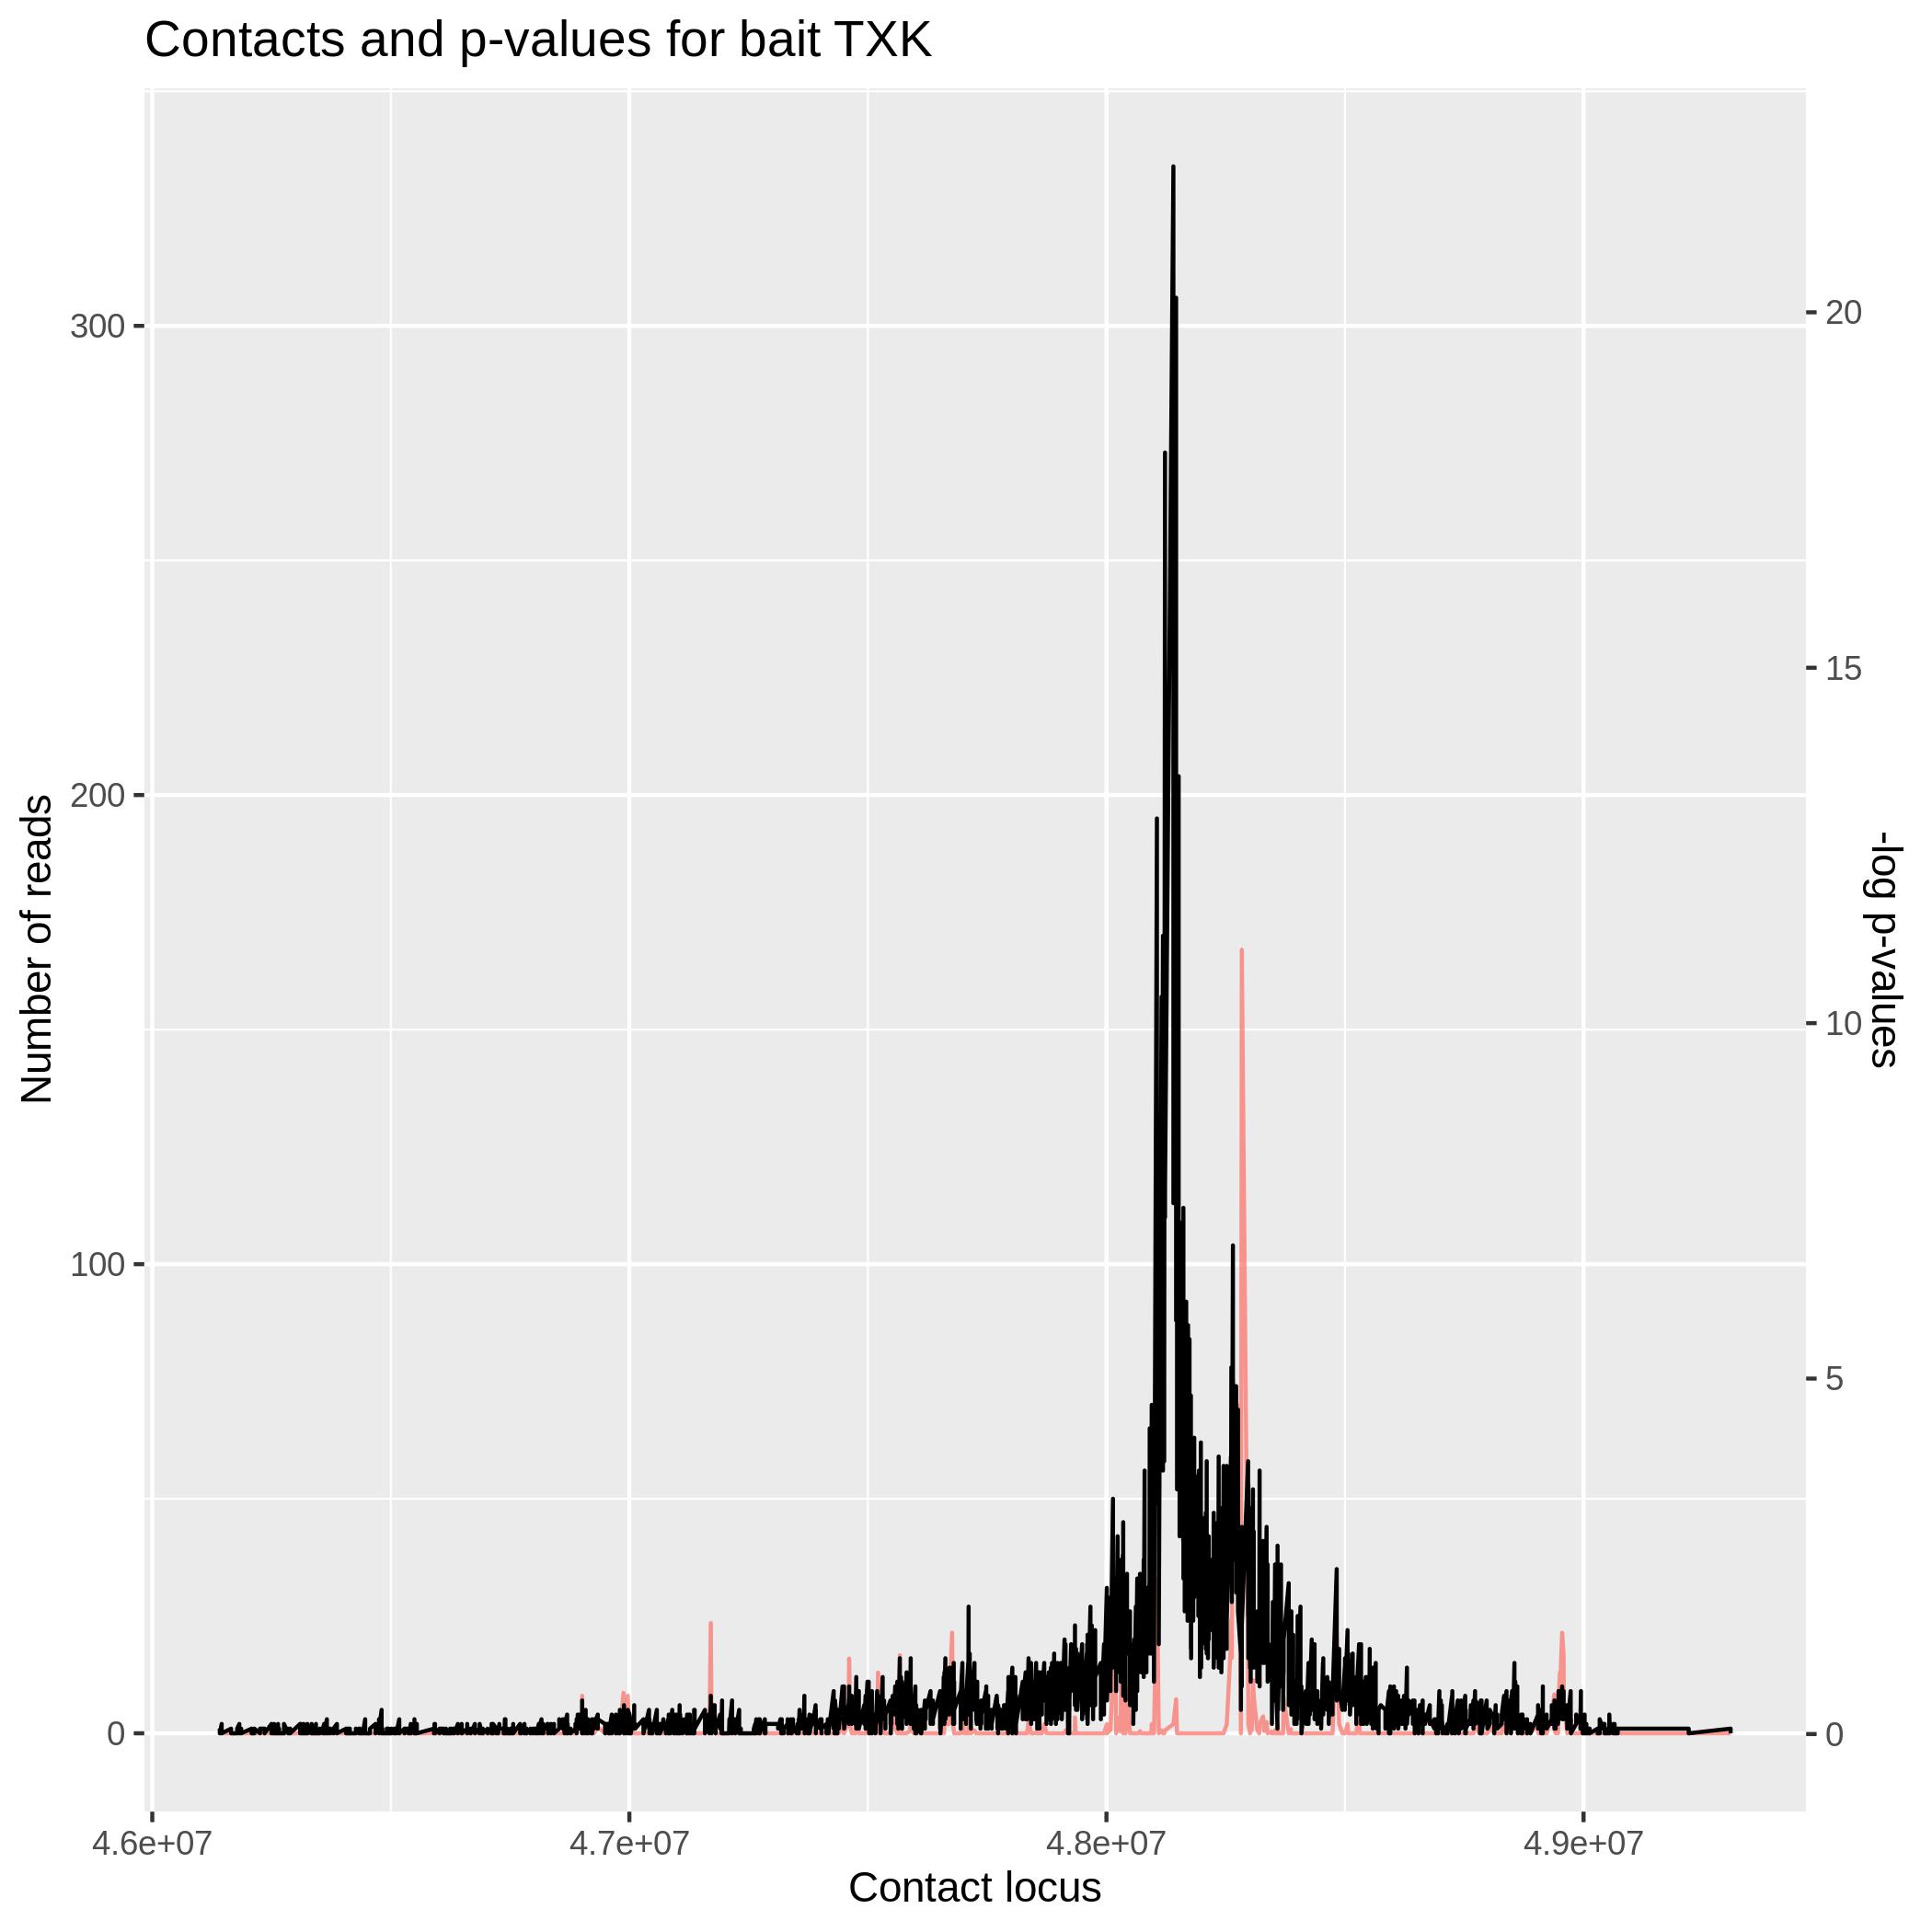 Contacts and p-values for bait TXK
Number of reads
300
200
100
0
20
15
10
5
0
-log p-values
4.6e+07
4.7e+07
4.8e+07
4.9e+07
Contact locus